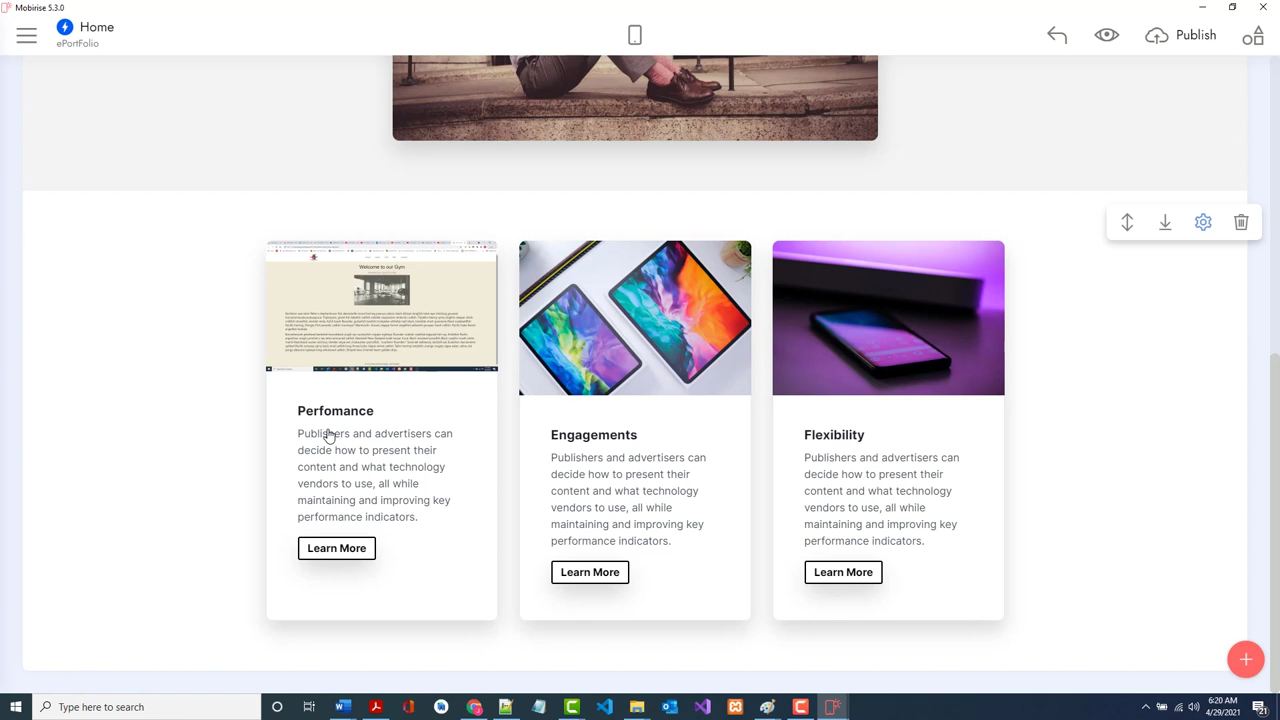 Mobirise 5.3.0
Home
ePortFolio
Publish
Welcome to our Gym
Perfomance
Publishers and advertisers can
decide how to present their
content and what technology
vendors to use, all while
maintaining and improving key
performance indicators.
Learn More
Engagements
Publishers and advertisers can
decide how to present their
content and what technology
vendors to use, all while
maintaining and improving key
performance indicators.
Learn More
Flexibility
Publishers and advertisers can
decide how to present their
content and what technology
vendors to use, all while
maintaining and improving key
performance indicators.
Learn More
Type here to search
6:20 AM
4/29/2021
21